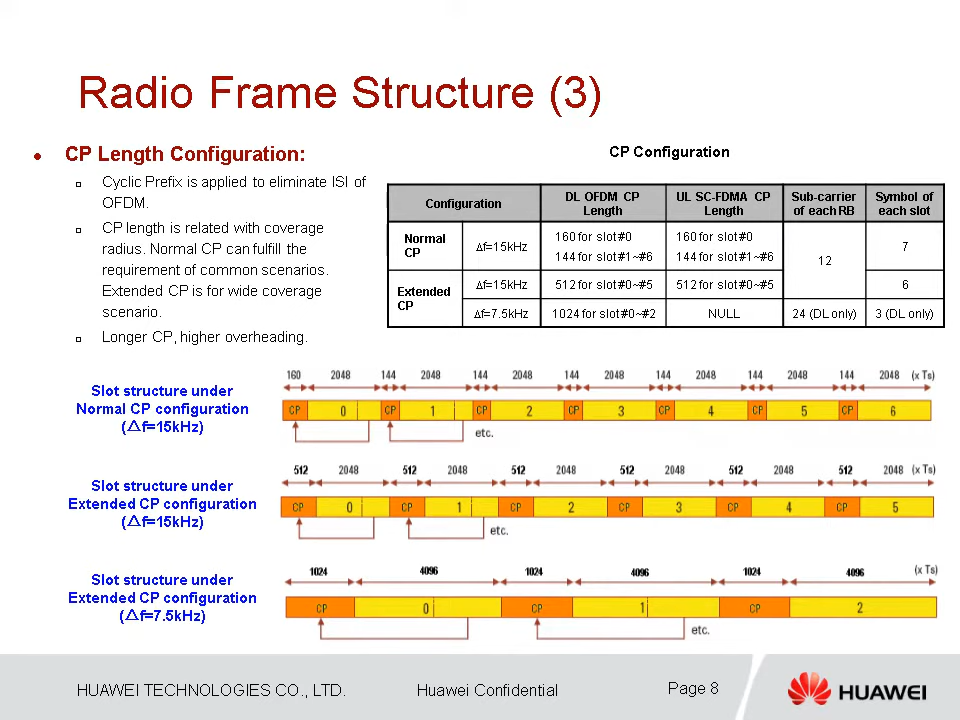 Radio Frame Structure (3)
CP Length Configuration:
Cyclic Prefix is applied to eliminate ISI of
OFDM.
CP length is related with coverage
radius. Normal CP can fulfill the
requirement of common scenarios.
Extended CP is for wide coverage
scenario.
Longer CP, higher overheading.
CP Configuration
Configuration DL OFDM CP Length UL SC-FDMA CP Length Sub-carrier of each RB Symbol of each slot
Normal CP Δf=15kHz 160 for slot #0 160 for slot #0 12 7
144 for slot #1~#6 144 for slot #1~#6
Extended CP Δf=15kHz 512 for slot #0~#5 512 for slot #0~#5 6
Δf=7.5kHz 1024 for slot #0~#2 NULL 24 (DL only) 3 (DL only)
Slot structure under
Normal CP configuration
(△f=15kHz)
160 2048 144 2048 144 2048 144 2048 144 2048 144 2048 144 2048 (x Ts)
CP 0 CP 1 CP 2 CP 3 CP 4 CP 5 CP 6
etc.
Slot structure under
Extended CP configuration
(△f=15kHz)
512 2048 512 2048 512 2048 512 2048 512 2048 512 2048 (x Ts)
CP 0 CP 1 CP 2 CP 3 CP 4 CP 5
etc.
Slot structure under
Extended CP configuration
(△f=7.5kHz)
1024 4096 1024 4096 1024 4096 (x Ts)
CP 0 CP 1 CP 2
etc.
HUAWEI TECHNOLOGIES CO., LTD. Huawei Confidential Page 8 HUAWEI